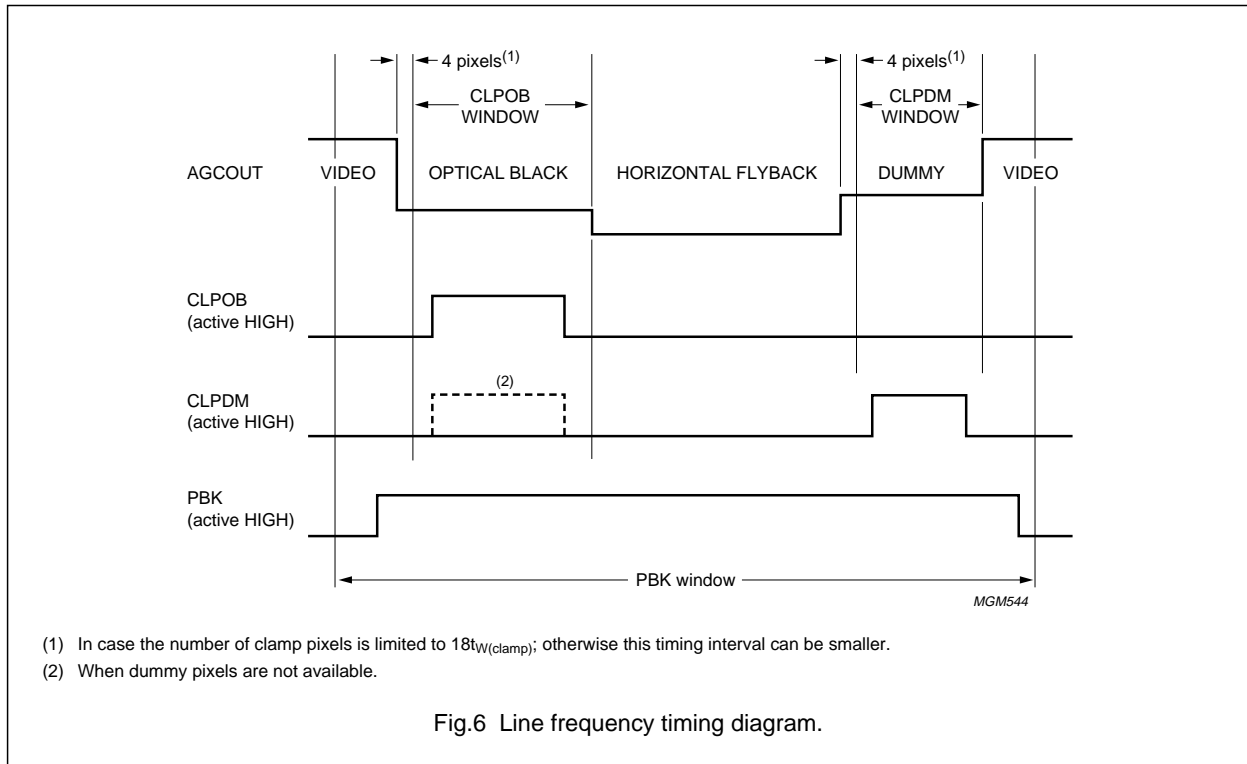 4 pixels(1)
4 pixels(1)
CLPOB
WINDOW
CLPDM
WINDOW
AGCOUT
VIDEO
OPTICAL BLACK
HORIZONTAL FLYBACK
DUMMY
VIDEO
CLPOB
(active HIGH)
(2)
CLPDM
(active HIGH)
PBK
(active HIGH)
PBK window
MGM544
(1) In case the number of clamp pixels is limited to 18tW(clamp); otherwise this timing interval can be smaller.
(2) When dummy pixels are not available.
Fig.6 Line frequency timing diagram.